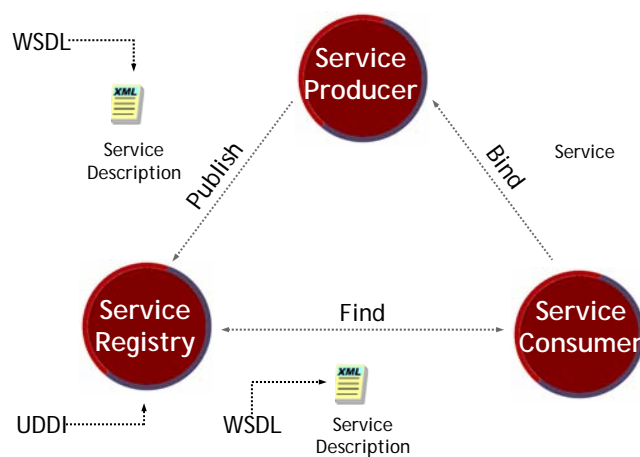 WSDL
XML
Service
Description
Service
Producer
Publish
Bind
Service
Service
Registry
Find
Service
Consumer
UDDI
WSDL
XML
Service
Description